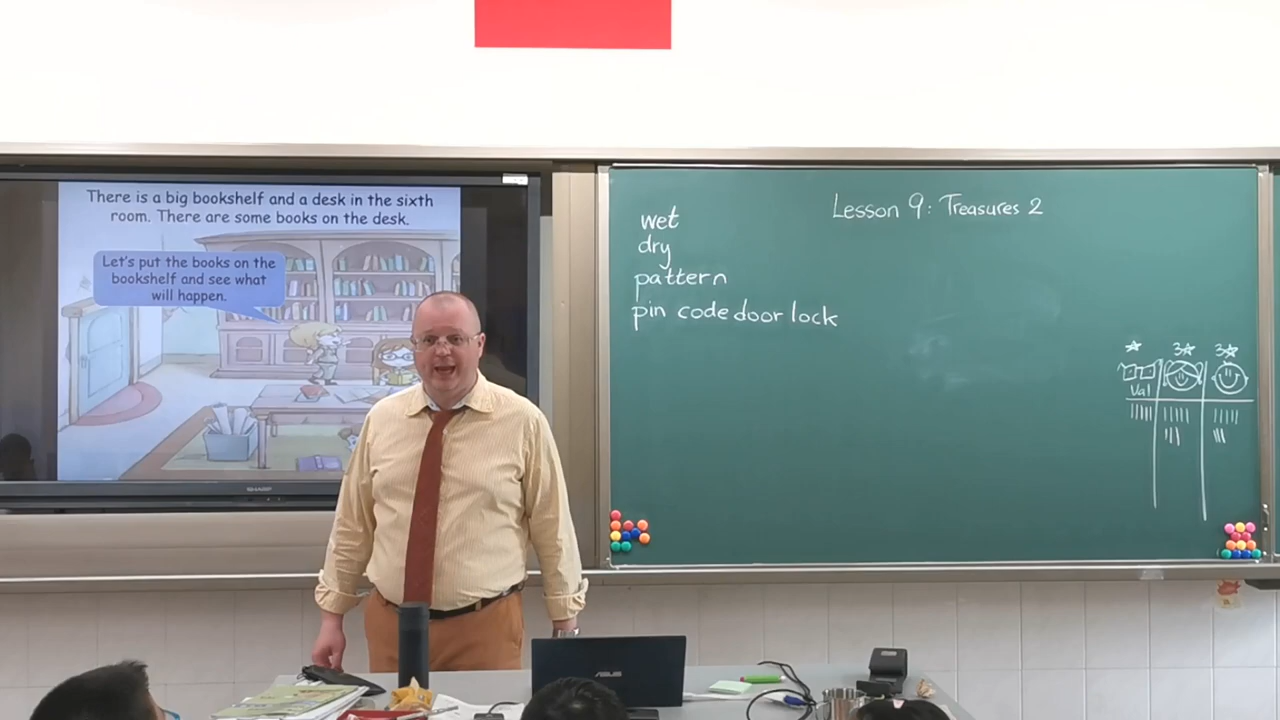 There is a big bookshelf and a desk in the sixth
room. There are some books on the desk.
Let's put the books on the
bookshelf and see what
will happen.
SHARP
Lesson 9: Treasures 2
wet
dry
pattern
pin code door lock
3 3
Val
ASUS